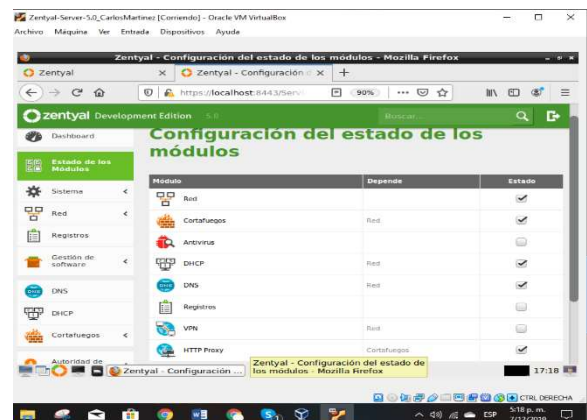 Zentyal-Server-5.0_CarlosMartinez [Corriendo] - Oracle VM VirtualBox
Archivo Máquina Ver Entrada Dispositivos Ayuda
Zentyal - Configuración del estado de los módulos - Mozilla Firefox
Zentyal
Zentyal - Configuración d
https://localhost:8443/Servi
90%
zentyal Development Edition 5.0
Buscar...
Dashboard
Estado de los Módulos
Sistema
Red
Registros
Gestión de software
DNS
DHCP
Cortafuegos
Autoridad de
Configuración del estado de los módulos
Módulo Depende Estado
Red
Cortafuegos Red
Antivirus
DHCP Red
DNS Red
Registros
VPN Red
HTTP Proxy Cortafuegos
Zentyal - Configuración ...
Zentyal - Configuración del estado de los módulos - Mozilla Firefox
17:18
CTRL DERECHA
ESP
5:18 p. m.
7/12/2019